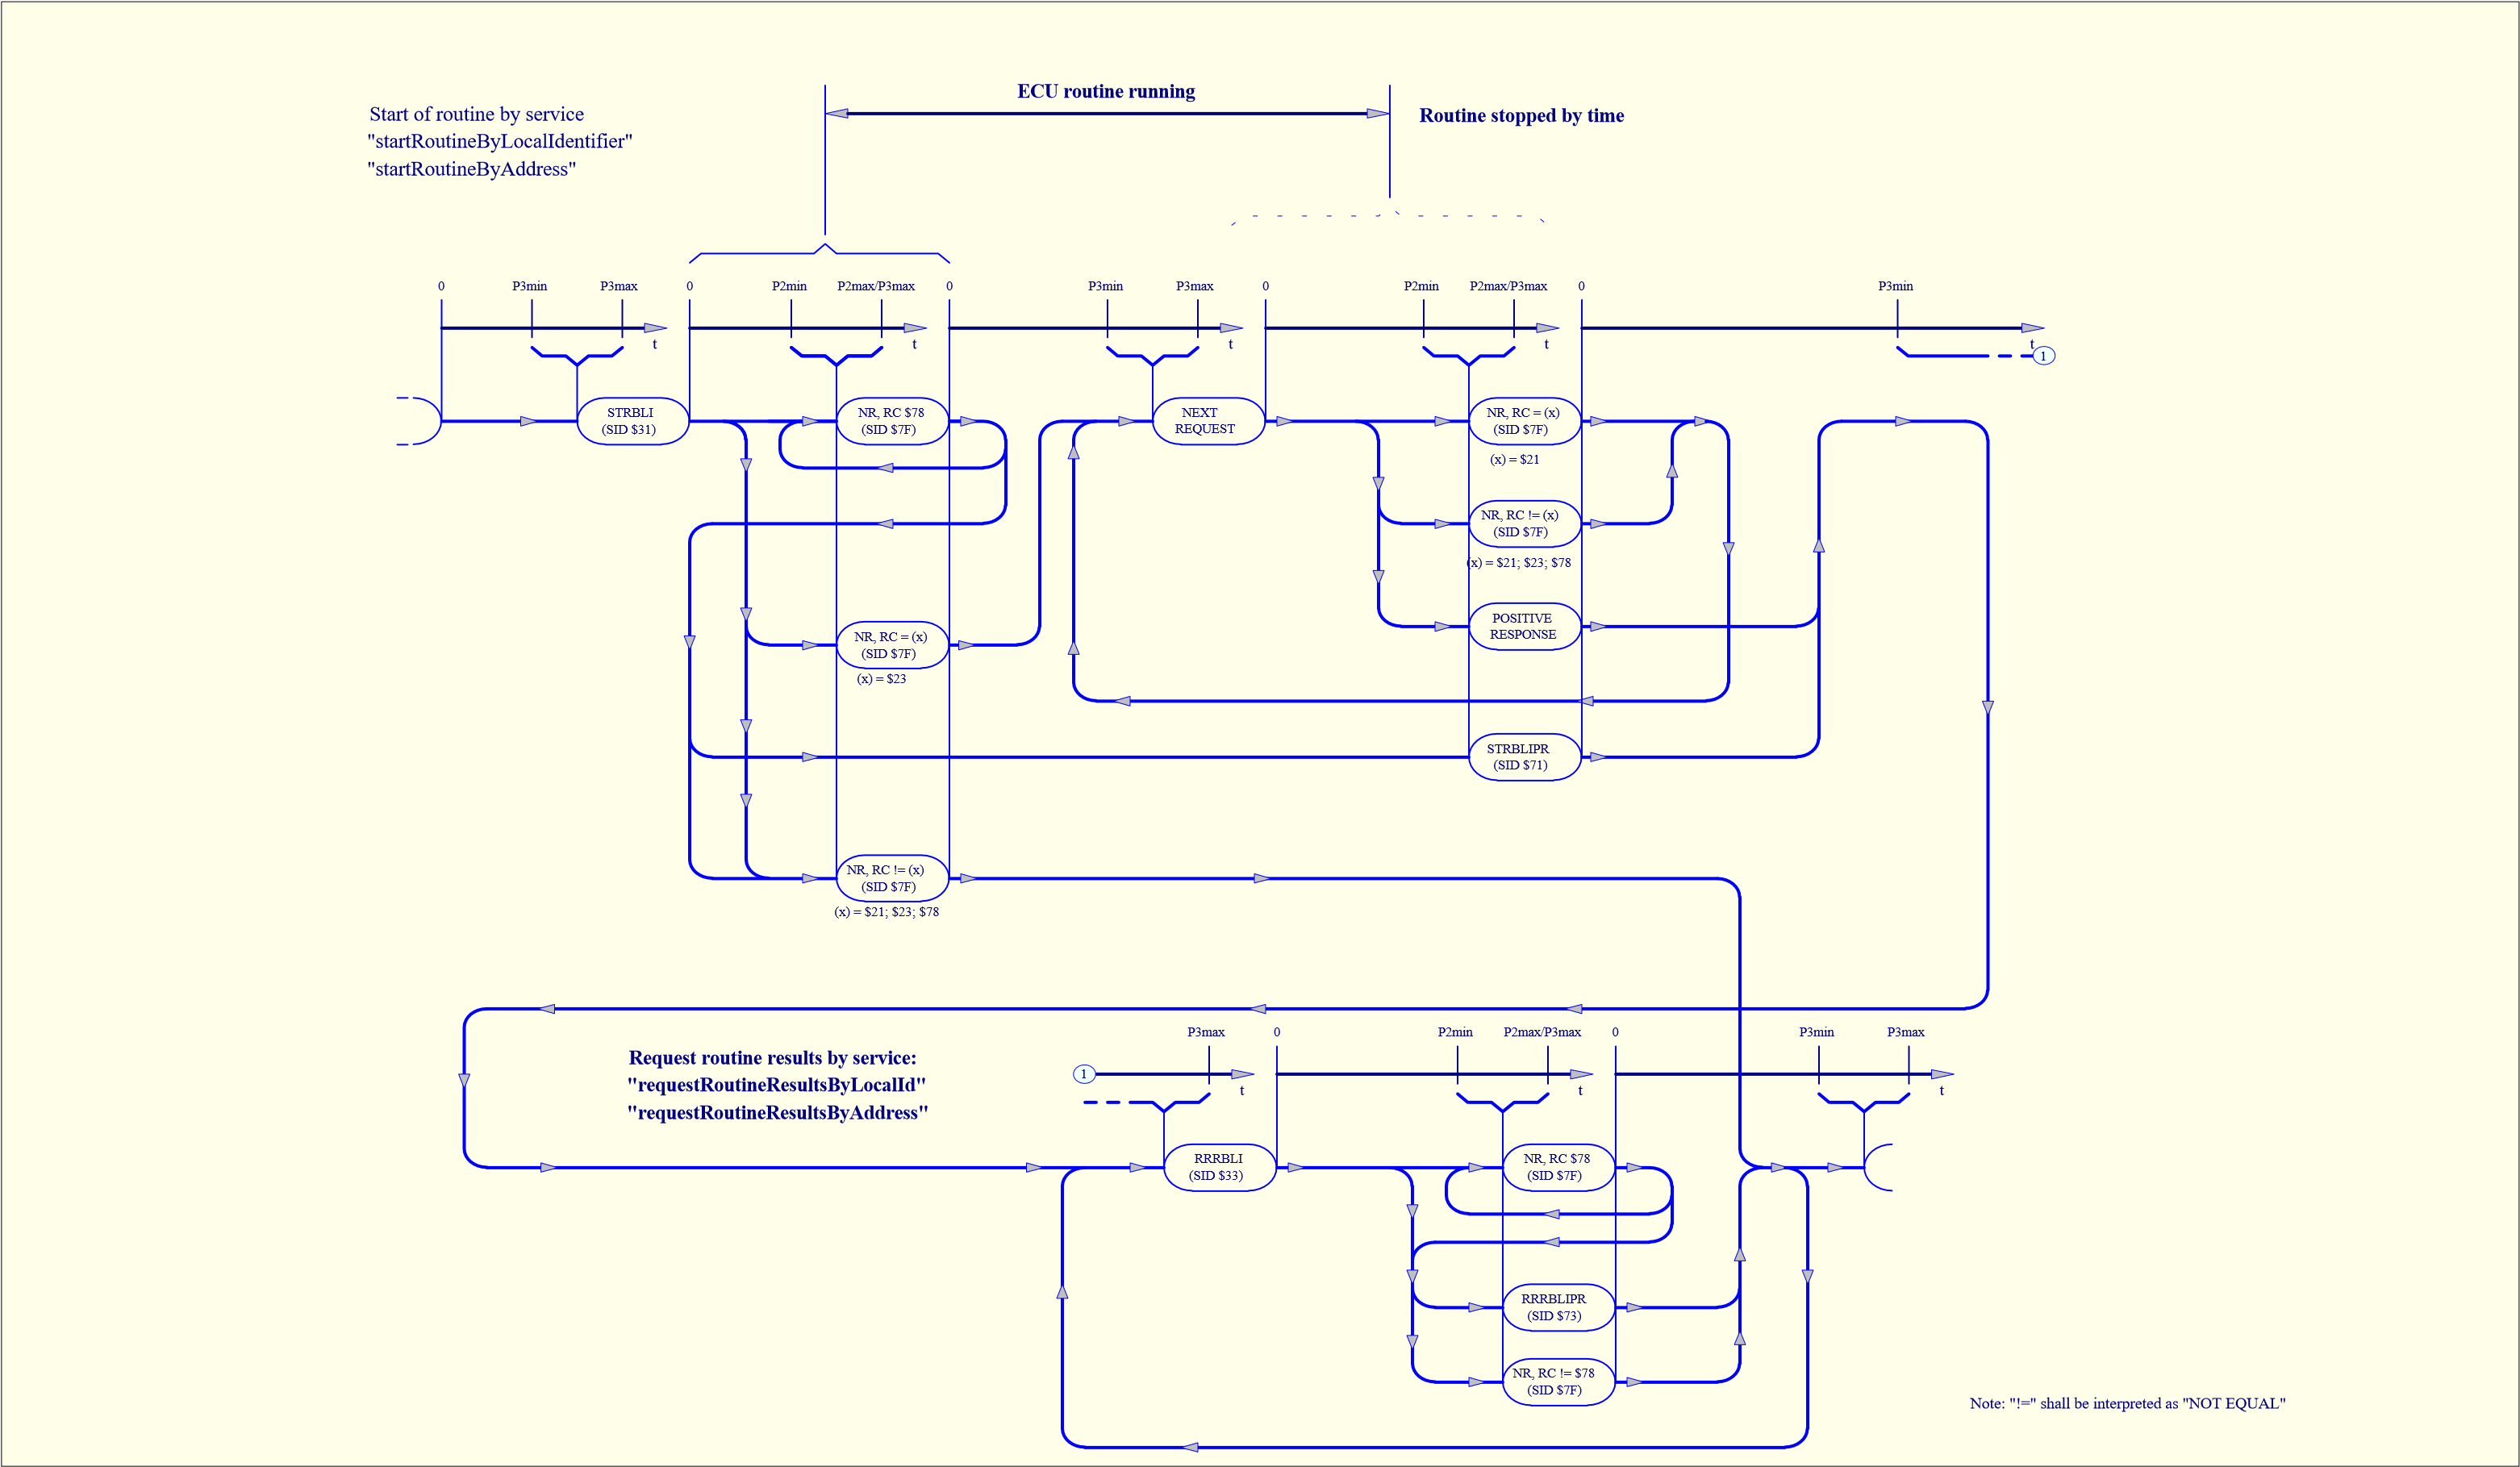 ECU routine running
Start of routine by service
"startRoutineByLocalIdentifier"
"startRoutineByAddress"
Routine stopped by time
0 P3min P3max 0 P2min P2max/P3max 0 P3min P3max 0 P2min P2max/P3max 0 P3min
t t t t t
1
STRBLI
(SID $31)
NR, RC $78
(SID $7F)
NEXT
REQUEST
NR, RC = (x)
(SID $7F)
(x) = $21
NR, RC != (x)
(SID $7F)
(x) = $21; $23; $78
POSITIVE
RESPONSE
NR, RC = (x)
(SID $7F)
(x) = $23
STRBLIPR
(SID $71)
NR, RC != (x)
(SID $7F)
(x) = $21; $23; $78
P3max 0 P2min P2max/P3max 0 P3min P3max
Request routine results by service:
"requestRoutineResultsByLocalId"
"requestRoutineResultsByAddress"
1
t t t
RRRBLI
(SID $33)
NR, RC $78
(SID $7F)
RRRBLIPR
(SID $73)
NR, RC != $78
(SID $7F)
Note: "!=" shall be interpreted as "NOT EQUAL"